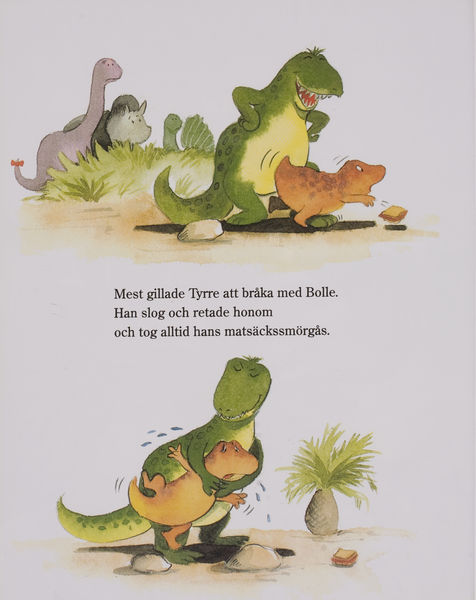 Mest gillade Tyrre att bråka med Bolle.
Han slog och retade honom
och tog alltid hans matsäckssmörgås.